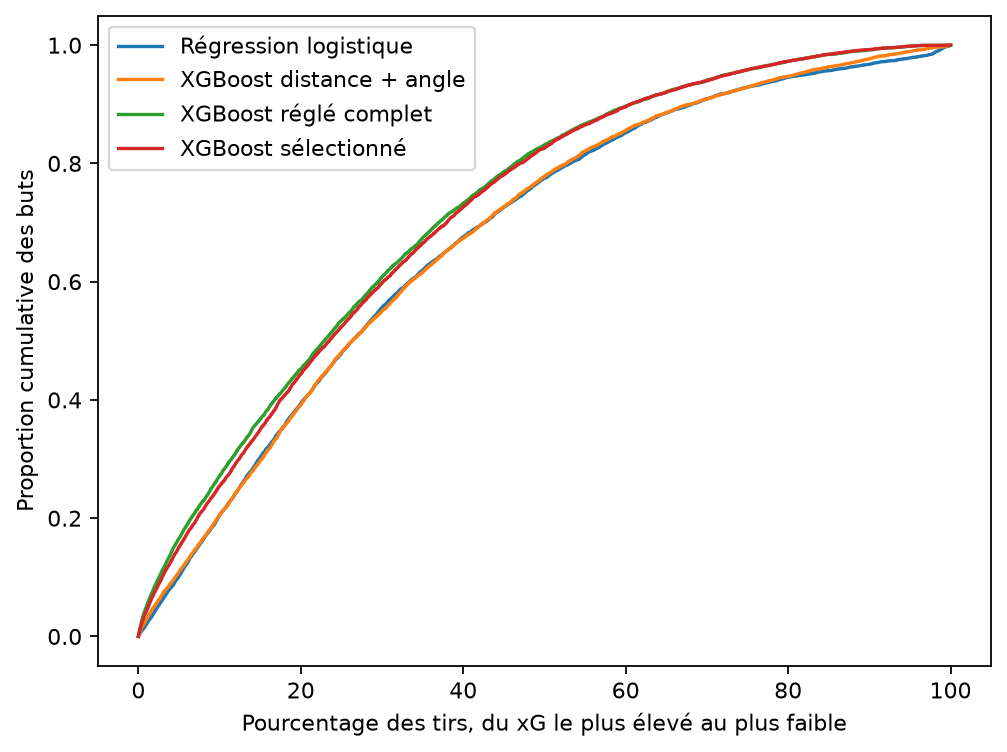 Régression logistique
XGBoost distance + angle
XGBoost réglé complet
XGBoost sélectionné
Proportion cumulative des buts
1.0
0.8
0.6
0.4
0.2
0.0
0 20 40 60 80 100
Pourcentage des tirs, du xG le plus élevé au plus faible